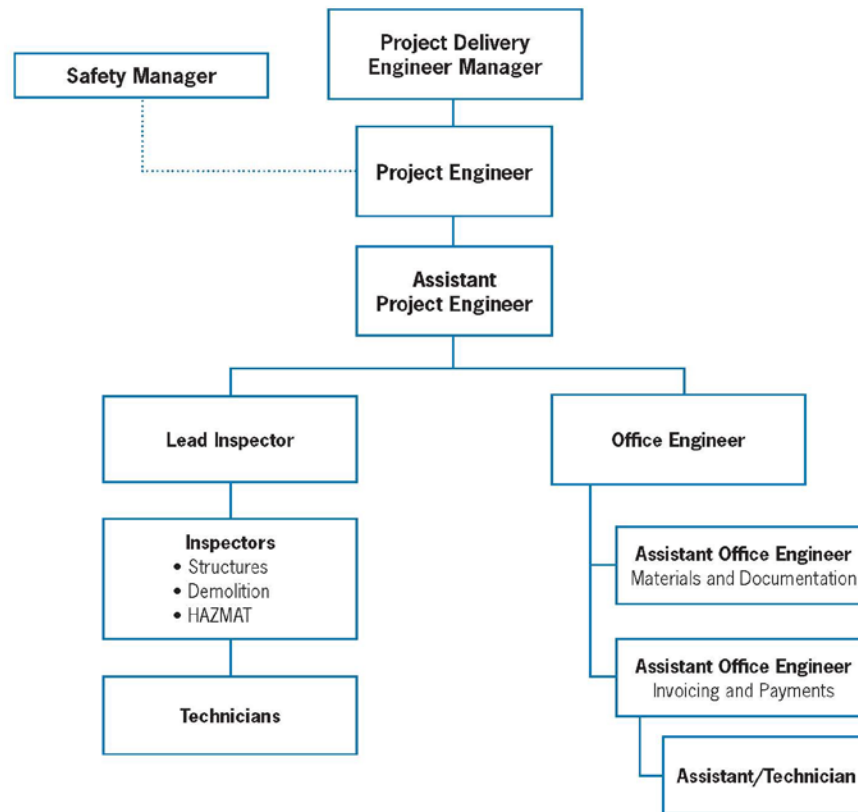 Project Delivery
Engineer Manager
Safety Manager
Project Engineer
Assistant
Project Engineer
Lead Inspector
Office Engineer
Inspectors
• Structures
• Demolition
• HAZMAT
Technicians
Assistant Office Engineer
Materials and Documentation
Assistant Office Engineer
Invoicing and Payments
Assistant/Technician